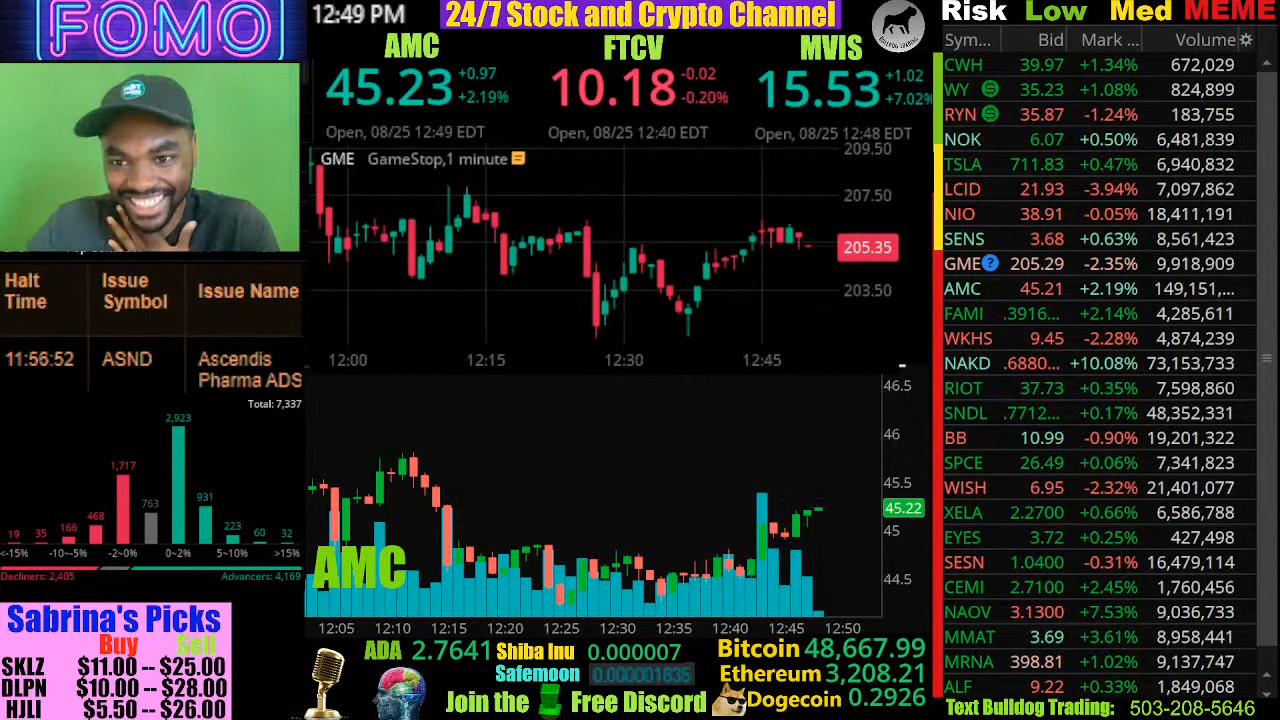 FOMO
12:49 PM
24/7 Stock and Crypto Channel
BULLDOG TRADING
Risk Low Med MEME
AMC
45.23 +0.97 +2.19%
Open, 08/25 12:49 EDT
FTCV
10.18 -0.02 -0.20%
Open, 08/25 12:40 EDT
MVIS
15.53 +1.02 +7.02%
Open, 08/25 12:48 EDT
GME GameStop,1 minute
209.50
207.50
205.35
203.50
12:00 12:15 12:30 12:45
Halt Time Issue Symbol Issue Name
11:56:52 ASND Ascendis Pharma ADS
Total: 7,337
19 35 166 468 1,717 763 2,923 931 223 60 32
<-15% -10~-5% -2~0% 0~2% 5~10% >15%
Decliners: 2,405 Advancers: 4,169
46.5
46
45.5
45.22
45
44.5
AMC
12:05 12:10 12:15 12:20 12:25 12:30 12:35 12:40 12:45 12:50
Sabrina's Picks
Buy Sell
SKLZ $11.00 -- $25.00
DLPN $10.00 -- $28.00
HJLI $5.50 -- $26.00
ADA 2.7641 Shiba Inu 0.000007
Safemoon 0.000001835
Join the Free Discord
Bitcoin 48,667.99
Ethereum 3,208.21
Dogecoin 0.2926
Sym... Bid Mark ... Volume
CWH 39.97 +1.34% 672,029
WY 35.23 +1.08% 824,899
RYN 35.87 -1.24% 183,755
NOK 6.07 +0.50% 6,481,839
TSLA 711.83 +0.47% 6,940,832
LCID 21.93 -3.94% 7,097,862
NIO 38.91 -0.05% 18,411,191
SENS 3.68 +0.63% 8,561,423
GME ? 205.29 -2.35% 9,918,909
AMC 45.21 +2.19% 149,151,...
FAMI .3916... +2.14% 4,285,611
WKHS 9.45 -2.28% 4,874,239
NAKD .6880... +10.08% 73,153,733
RIOT 37.73 +0.35% 7,598,860
SNDL .7712... +0.17% 48,352,331
BB 10.99 -0.90% 19,201,322
SPCE 26.49 +0.06% 7,341,823
WISH 6.95 -2.32% 21,401,077
XELA 2.2700 +0.66% 6,586,788
EYES 3.72 +0.25% 427,498
SESN 1.0400 -0.31% 16,479,114
CEMI 2.7100 +2.45% 1,760,456
NAOV 3.1300 +7.53% 9,036,733
MMAT 3.69 +3.61% 8,958,441
MRNA 398.81 +1.02% 9,137,747
ALF 9.22 +0.33% 1,849,068
Text Bulldog Trading: 503-208-5646